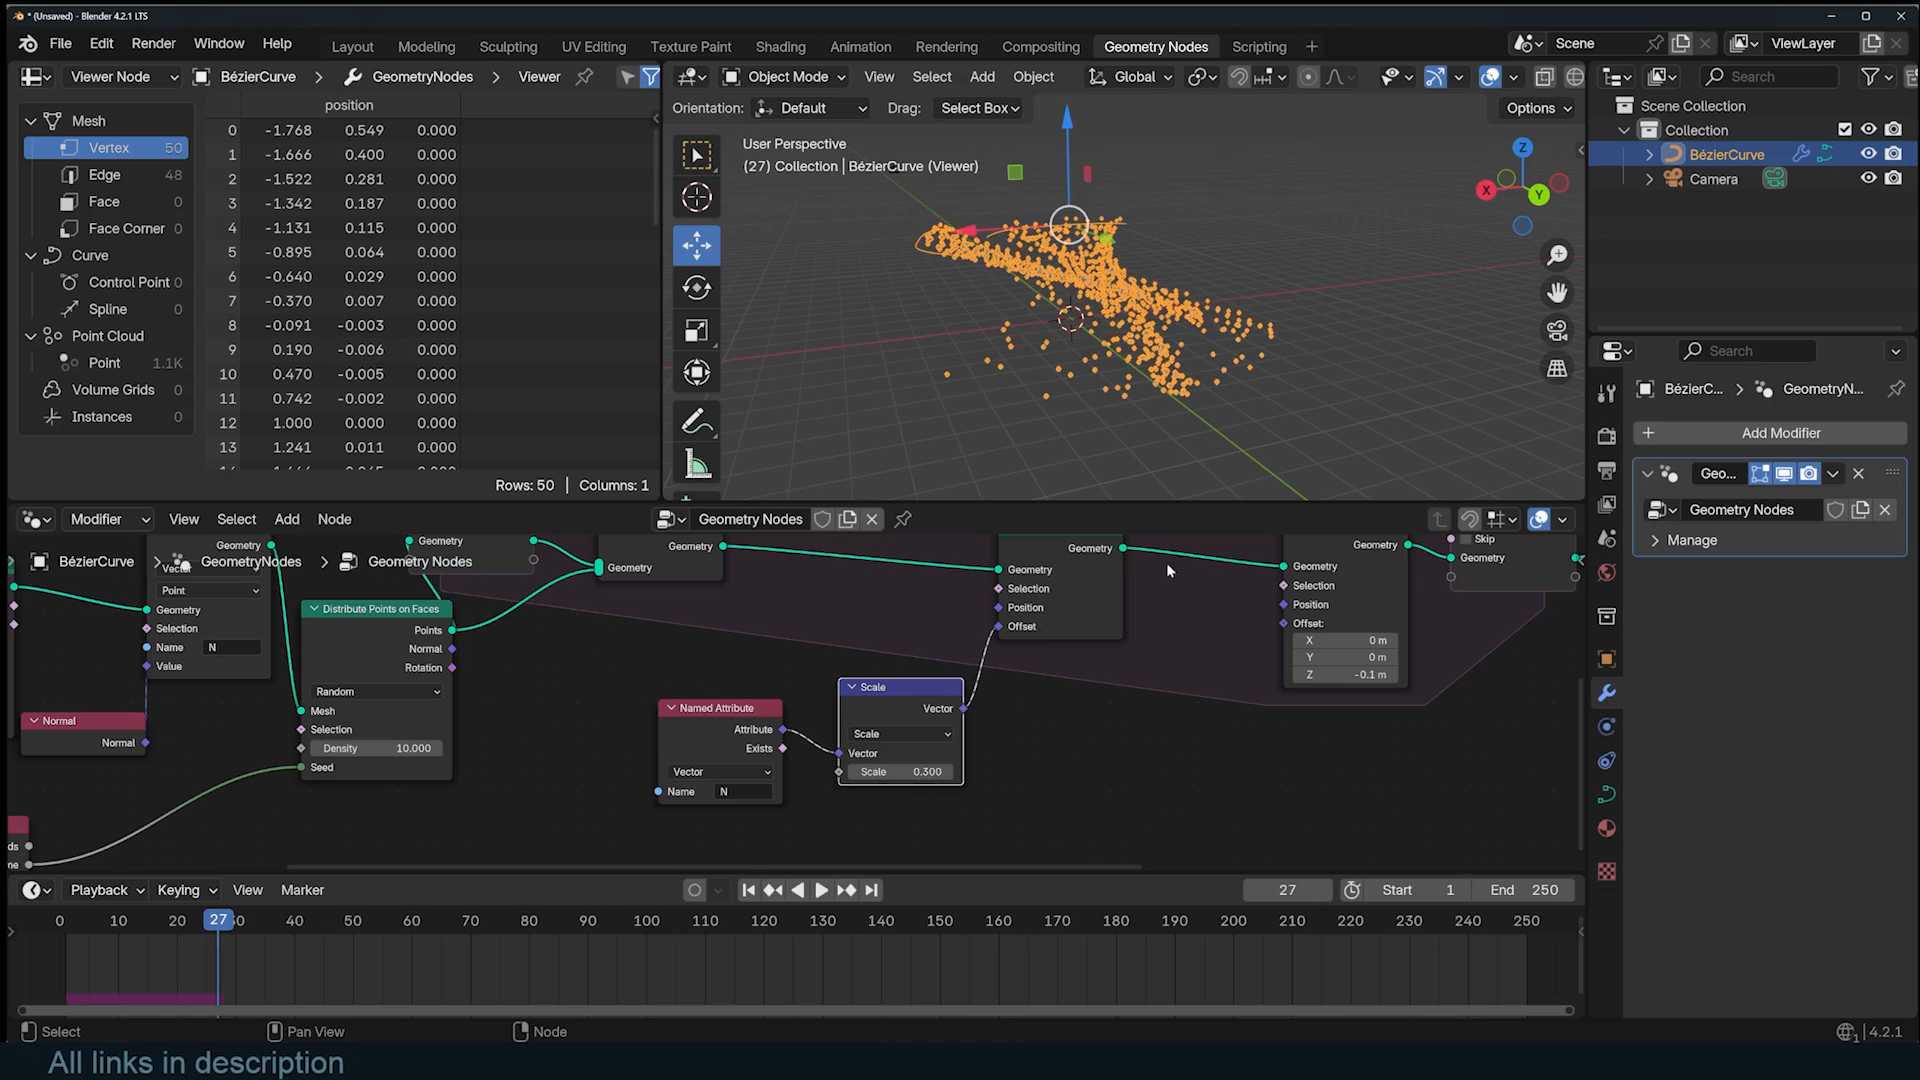 * (Unsaved) - Blender 4.2.1 LTS
File Edit Render Window Help
Layout Modeling Sculpting UV Editing Texture Paint Shading Animation Rendering Compositing Geometry Nodes Scripting
Scene
ViewLayer
Viewer Node
BézierCurve
GeometryNodes
Viewer
position
Mesh
Vertex 50
Edge 48
Face 0
Face Corner 0
Curve
Control Point 0
Spline 0
Point Cloud
Point 1.1K
Volume Grids 0
Instances 0
0 -1.768 0.549 0.000
1 -1.666 0.400 0.000
2 -1.522 0.281 0.000
3 -1.342 0.187 0.000
4 -1.131 0.115 0.000
5 -0.895 0.064 0.000
6 -0.640 0.029 0.000
7 -0.370 0.007 0.000
8 -0.091 -0.003 0.000
9 0.190 -0.006 0.000
10 0.470 -0.005 0.000
11 0.742 -0.002 0.000
12 1.000 0.000 0.000
13 1.241 0.011 0.000
Rows: 50 | Columns: 1
Object Mode View Select Add Object Global
Orientation: Default Drag: Select Box Options
User Perspective
(27) Collection | BézierCurve (Viewer)
Z
X
Y
Search
Scene Collection
Collection
BézierCurve
Camera
Search
BézierC...
GeometryN...
Add Modifier
Geo...
Geometry Nodes
Manage
Modifier View Select Add Node
Geometry Nodes
BézierCurve
GeometryNodes
Geometry Nodes
Geometry
Point
Geometry
Selection
Name N
Value
Normal
Normal
Geometry
Distribute Points on Faces
Points
Normal
Rotation
Random
Mesh
Selection
Density 10.000
Seed
Geometry
Geometry
Named Attribute
Attribute
Exists
Vector
Name N
Scale
Vector
Scale
Vector
Scale 0.300
Geometry
Geometry
Selection
Position
Offset
Geometry
Geometry
Selection
Position
Offset:
X 0 m
Y 0 m
Z -0.1 m
Skip
Geometry
Playback Keying View Marker
27
Start 1
End 250
0 10 20 27 40 50 60 70 80 90 100 110 120 130 140 150 160 170 180 190 200 210 220 230 240 250
Select
Pan View
Node
4.2.1
All links in description